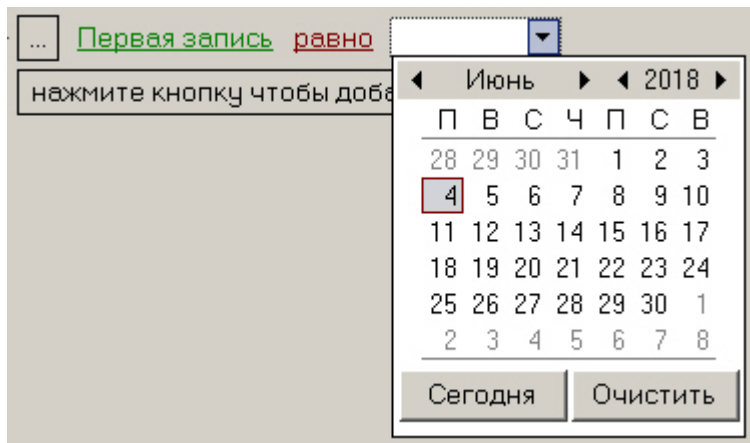 ... Первая запись равно
нажмите кнопку чтобы
Июнь 2018
П В С Ч П С В
28 29 30 31 1 2 3
4 5 6 7 8 9 10
11 12 13 14 15 16 17
18 19 20 21 22 23 24
25 26 27 28 29 30 1
2 3 4 5 6 7 8
Сегодня Очистить